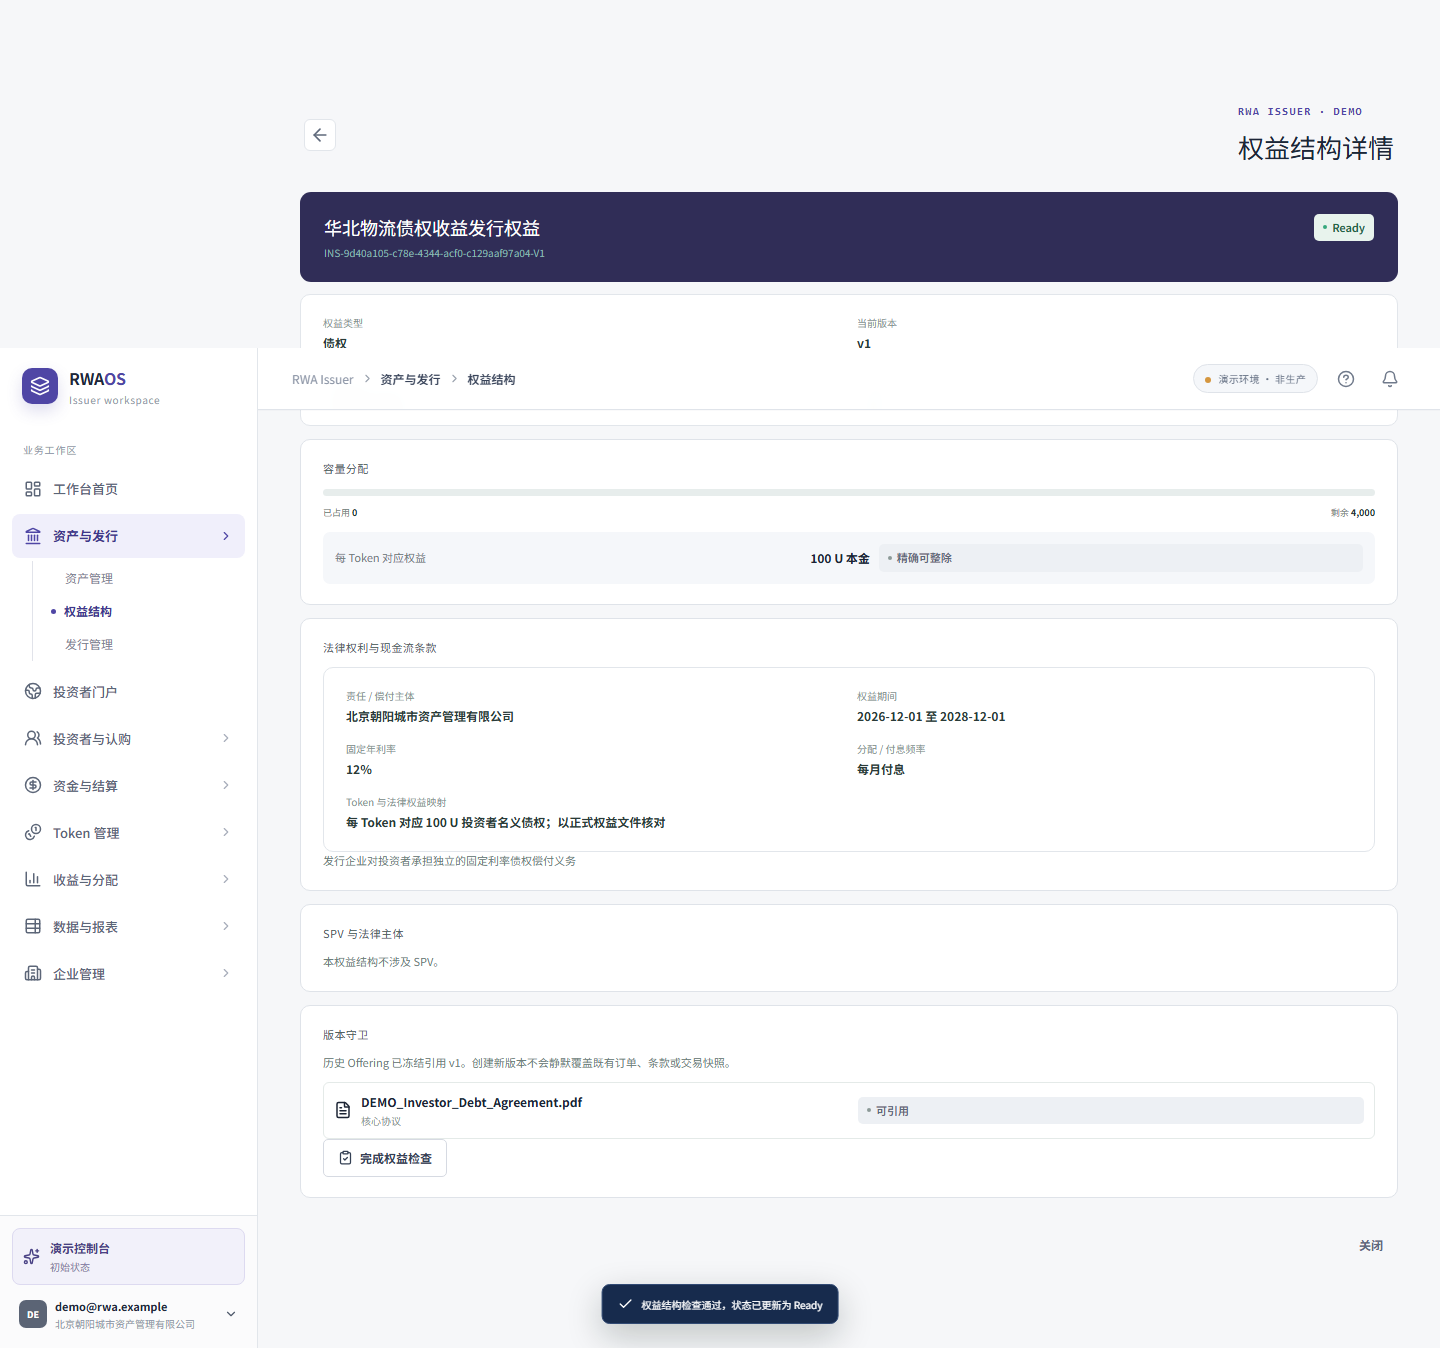 RWA ISSUER · DEMO
权益结构详情
华北物流债权收益发行权益
INS-9d40a105-c78e-4344-acf0-c129aaf97a04-V1
Ready
权益类型
债权
当前版本
v1
RWAOS
Issuer workspace
RWA Issuer
资产与发行
权益结构
演示环境 · 非生产
业务工作区
工作台首页
资产与发行
资产管理
权益结构
发行管理
投资者门户
投资者与认购
资金与结算
Token 管理
收益与分配
数据与报表
企业管理
演示控制台
初始状态
DE
demo@rwa.example
北京朝阳城市资产管理有限公司
容量分配
已占用 0
剩余 4,000
每 Token 对应权益
100 U 本金
精确可整除
法律权利与现金流条款
责任 / 偿付主体
北京朝阳城市资产管理有限公司
权益期间
2026-12-01 至 2028-12-01
固定年利率
12%
分配 / 付息频率
每月付息
Token 与法律权益映射
每 Token 对应 100 U 投资者名义债权；以正式权益文件核对
发行企业对投资者承担独立的固定利率债权偿付义务
SPV 与法律主体
本权益结构不涉及 SPV。
版本守卫
历史 Offering 已冻结引用 v1。创建新版本不会静默覆盖既有订单、条款或交易快照。
DEMO_Investor_Debt_Agreement.pdf
核心协议
可引用
完成权益检查
关闭
权益结构检查通过，状态已更新为 Ready